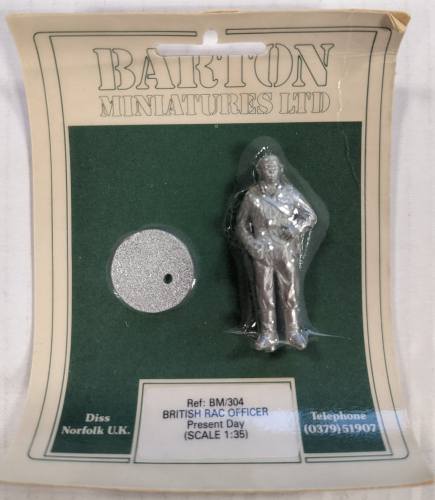 BARTON
MINIATURES LTD
Ref: BM/304
BRITISH RAC OFFICER
Present Day
(SCALE 1:35)
Diss
Norfolk U.K.
Telephone
(0379) 51907